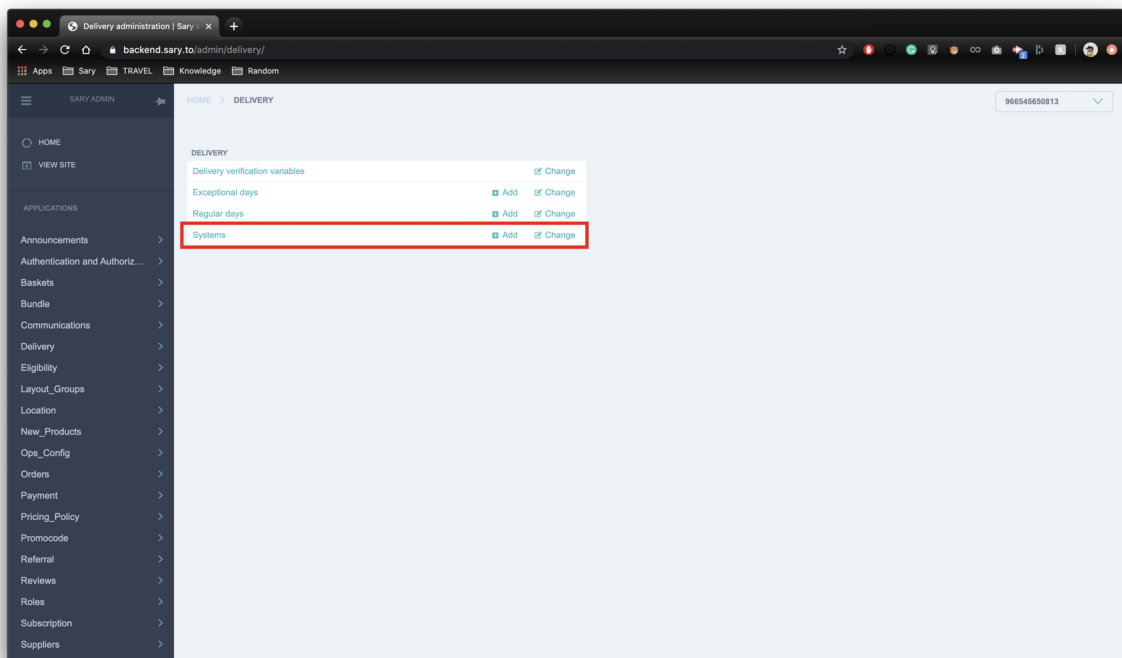 Delivery administration | Sary
backend.sary.to/admin/delivery/
Apps Sary TRAVEL Knowledge Random
SARY ADMIN
HOME > DELIVERY
966545650813
HOME
VIEW SITE
DELIVERY
Delivery verification variables Change
Exceptional days Add Change
Regular days Add Change
Systems Add Change
APPLICATIONS
Announcements
Authentication and Authoriz...
Baskets
Bundle
Communications
Delivery
Eligibility
Layout_Groups
Location
New_Products
Ops_Config
Orders
Payment
Pricing_Policy
Promocode
Referral
Reviews
Roles
Subscription
Suppliers